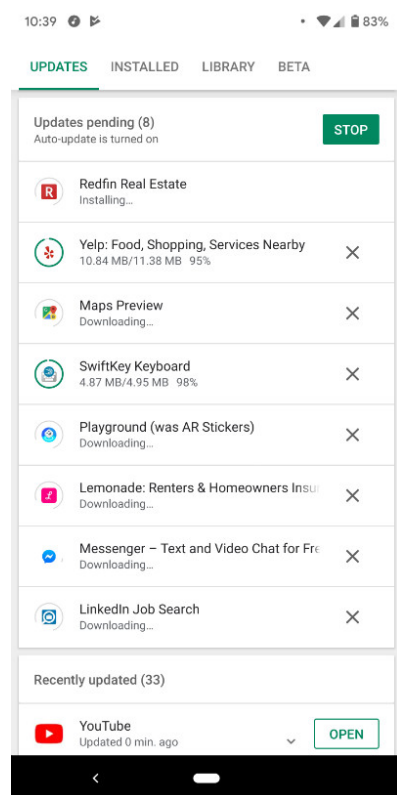 10:39 83%
UPDATES INSTALLED LIBRARY BETA
Updates pending (8)
Auto-update is turned on
STOP
Redfin Real Estate
Installing...
Yelp: Food, Shopping, Services Nearby
10.84 MB/11.38 MB 95%
Maps Preview
Downloading...
SwiftKey Keyboard
4.87 MB/4.95 MB 98%
Playground (was AR Stickers)
Downloading...
Lemonade: Renters & Homeowners Insu
Downloading...
Messenger – Text and Video Chat for Fre
Downloading...
LinkedIn Job Search
Downloading...
Recently updated (33)
YouTube
Updated 0 min. ago
OPEN